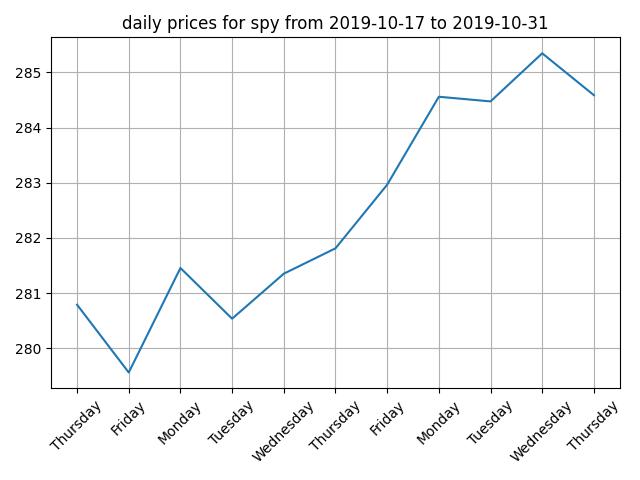 daily prices for spy from 2019-10-17 to 2019-10-31
285
284
283
282
281
280
Thursday
Friday
Monday
Tuesday
Wednesday
Thursday
Friday
Monday
Tuesday
Wednesday
Thursday